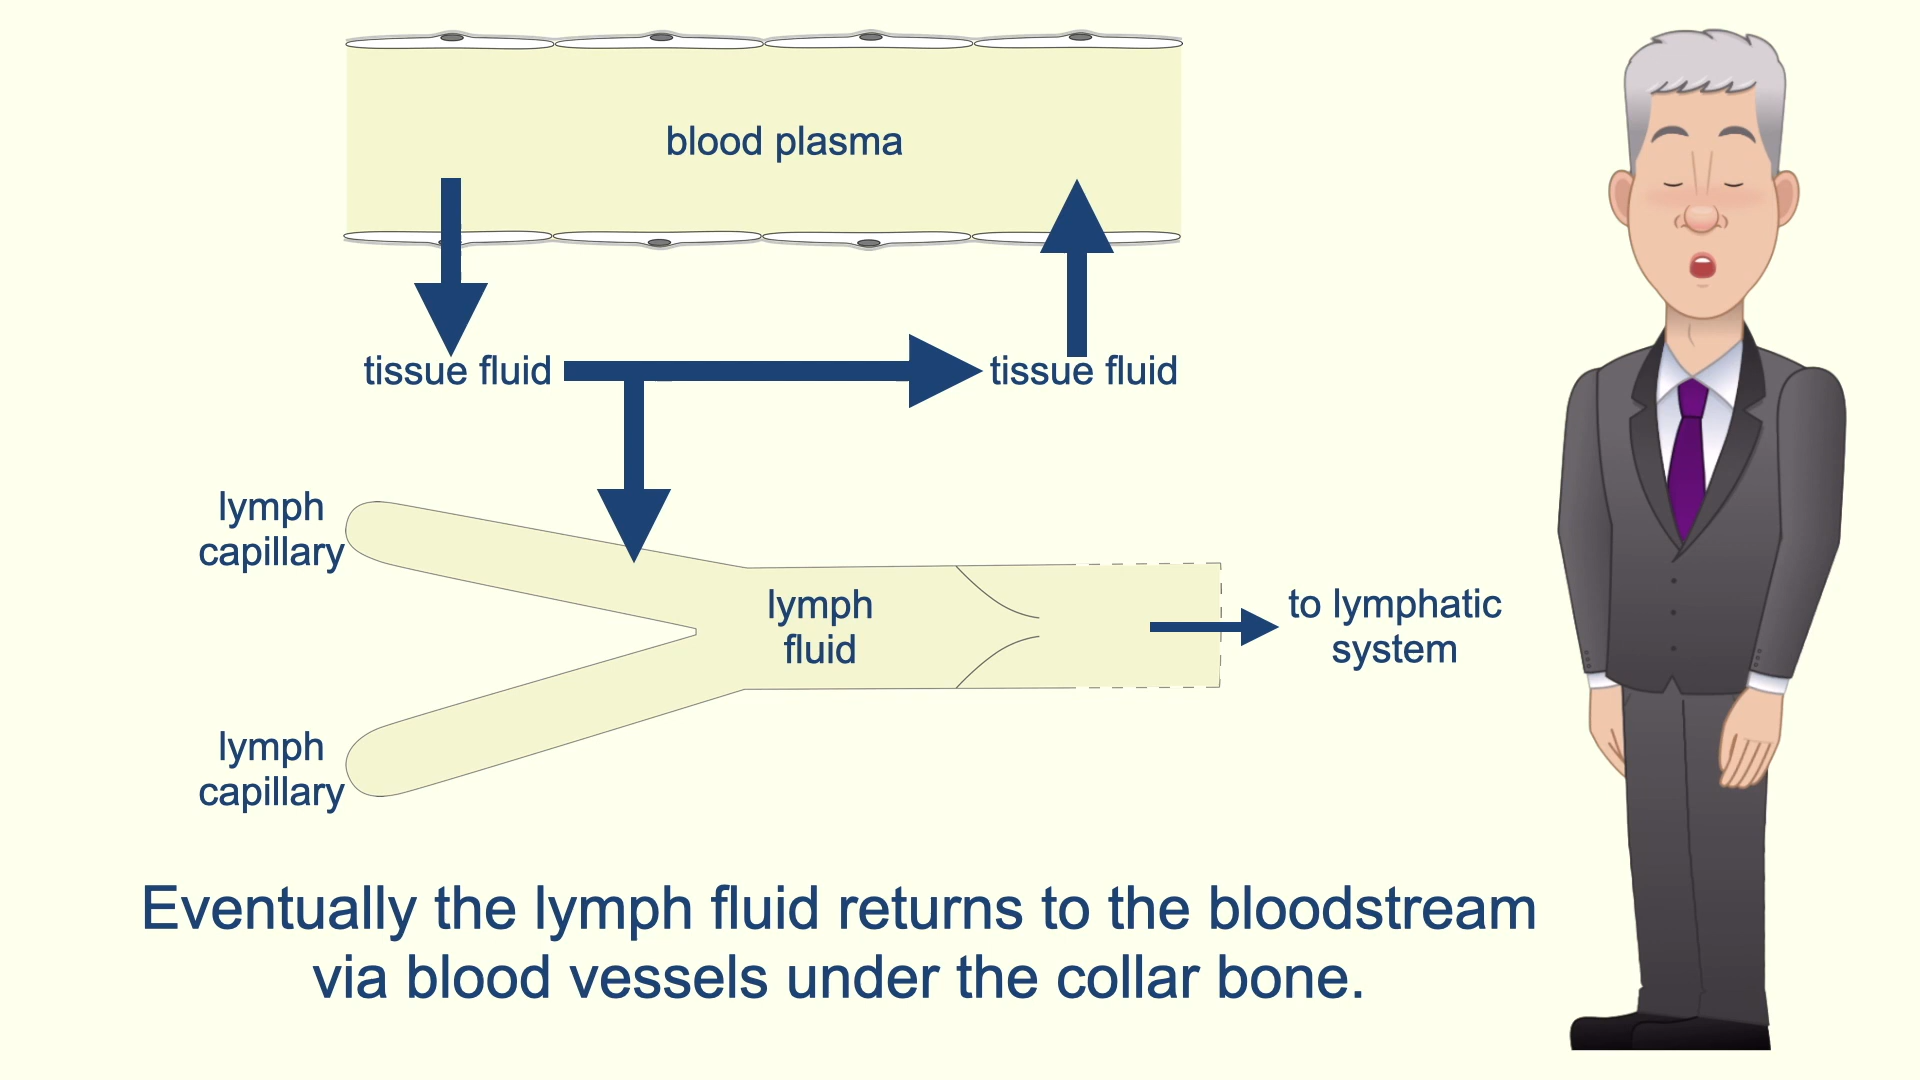 blood plasma
tissue fluid
tissue fluid
lymph
capillary
lymph
fluid
to lymphatic
system
lymph
capillary
Eventually the lymph fluid returns to the bloodstream
via blood vessels under the collar bone.